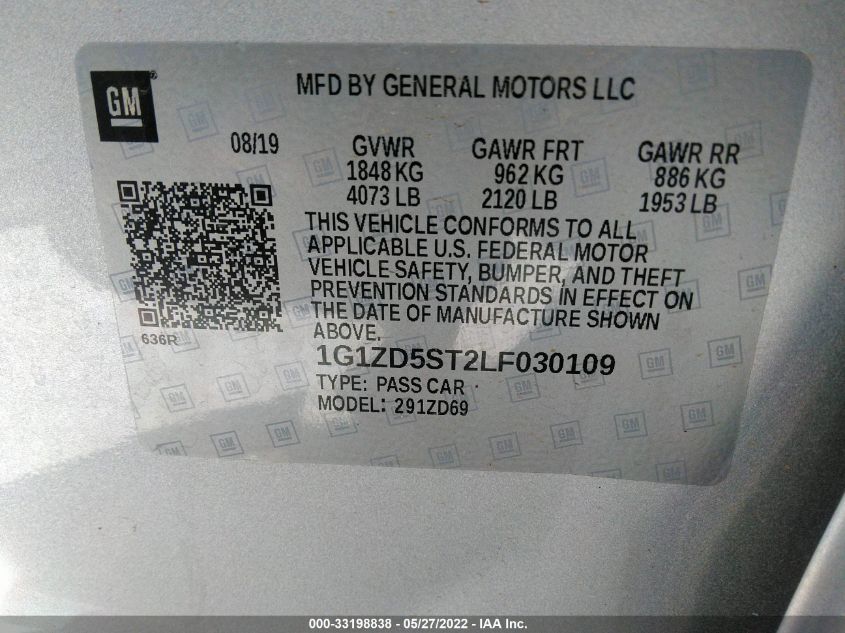 GM
MFD BY GENERAL MOTORS LLC
08/19
GVWR
1848 KG
4073 LB
GAWR FRT
962 KG
2120 LB
GAWR RR
886 KG
1953 LB
THIS VEHICLE CONFORMS TO ALL
APPLICABLE U.S. FEDERAL MOTOR
VEHICLE SAFETY, BUMPER, AND THEFT
PREVENTION STANDARDS IN EFFECT ON
THE DATE OF MANUFACTURE SHOWN
ABOVE.
636R
1G1ZD5ST2LF030109
TYPE: PASS CAR
MODEL: 291ZD69
000-33198838 - 05/27/2022 - IAA Inc.